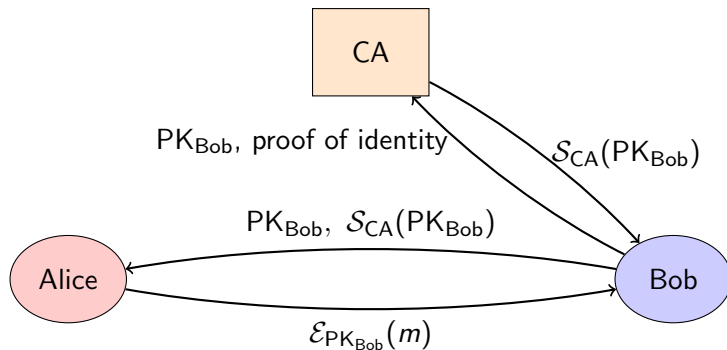 CA
PK_Bob, proof of identity
𝒮_CA(PK_Bob)
PK_Bob, 𝒮_CA(PK_Bob)
Alice
Bob
ℰ_PK_Bob(m)